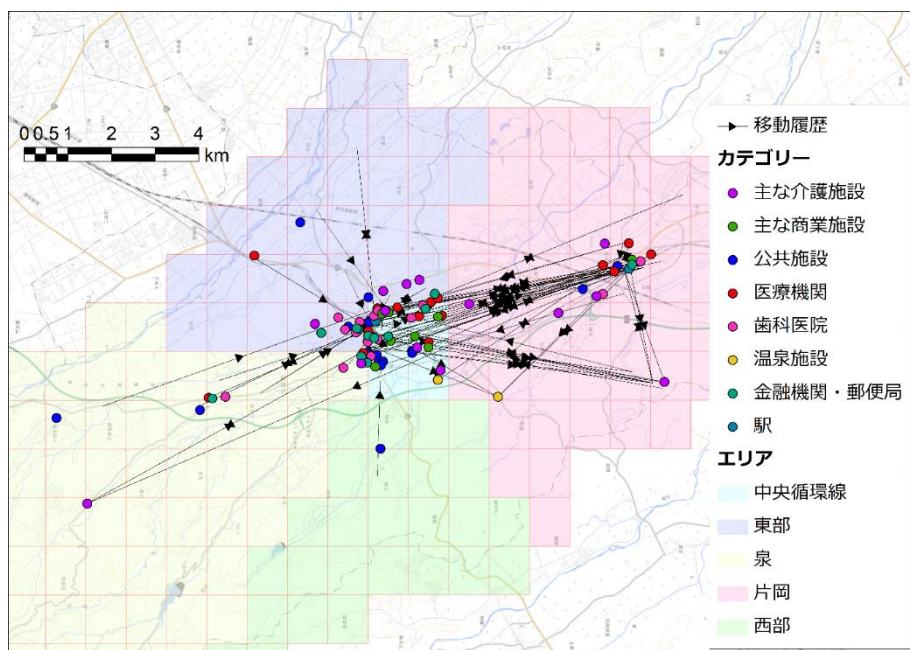 0 0.5 1 2 3 4
km
移動履歴
カテゴリー
主な介護施設
主な商業施設
公共施設
医療機関
歯科医院
温泉施設
金融機関・郵便局
駅
エリア
中央循環線
東部
泉
片岡
西部